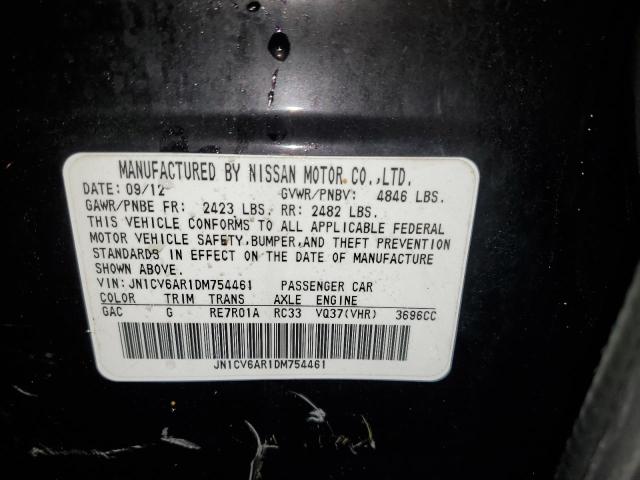 MANUFACTURED BY NISSAN MOTOR CO.,LTD.
DATE: 09/12 GVWR/PNBV: 4846 LBS.
GAWR/PNBE FR: 2423 LBS. RR: 2482 LBS.
THIS VEHICLE CONFORMS TO ALL APPLICABLE FEDERAL
MOTOR VEHICLE SAFETY,BUMPER,AND THEFT PREVENTION
STANDARDS IN EFFECT ON THE DATE OF MANUFACTURE
SHOWN ABOVE.
VIN: JN1CV6AR1DM754461 PASSENGER CAR
COLOR TRIM TRANS AXLE ENGINE
GAC G RE7R01A RC33 VQ37(VHR) 3696CC
JN1CV6AR1DM754461